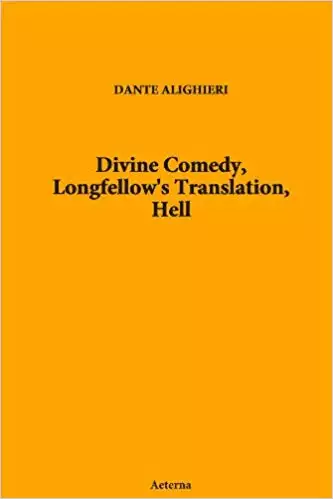 DANTE ALIGHIERI
Divine Comedy,
Longfellow's Translation,
Hell
Aeterna